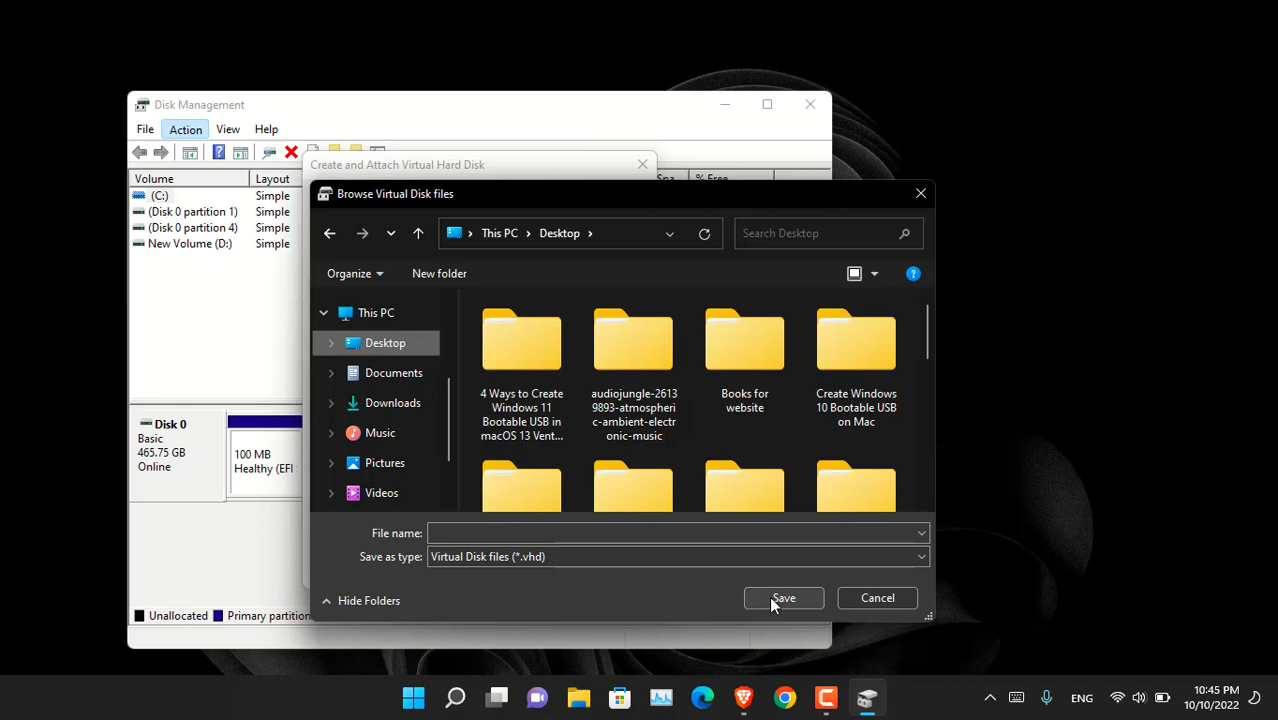 Disk Management
File Action View Help
Create and Attach Virtual Hard Disk
Volume Layout Spa % Free
(C:) Simple
(Disk 0 partition 1) Simple
(Disk 0 partition 4) Simple
New Volume (D:) Simple
Browse Virtual Disk files
This PC Desktop
Search Desktop
Organize New folder
This PC
Desktop
Documents
Downloads
Music
Pictures
Videos
4 Ways to Create
Windows 11
Bootable USB in
macOS 13 Vent...
audiojungle-2613
9893-atmospheri
c-ambient-electr
onic-music
Books for
website
Create Windows
10 Bootable USB
on Mac
File name:
Save as type: Virtual Disk files (*.vhd)
Hide Folders
Save Cancel
Disk 0
Basic
465.75 GB
Online
100 MB
Healthy (EFI
Unallocated Primary partition
ENG
10:45 PM
10/10/2022